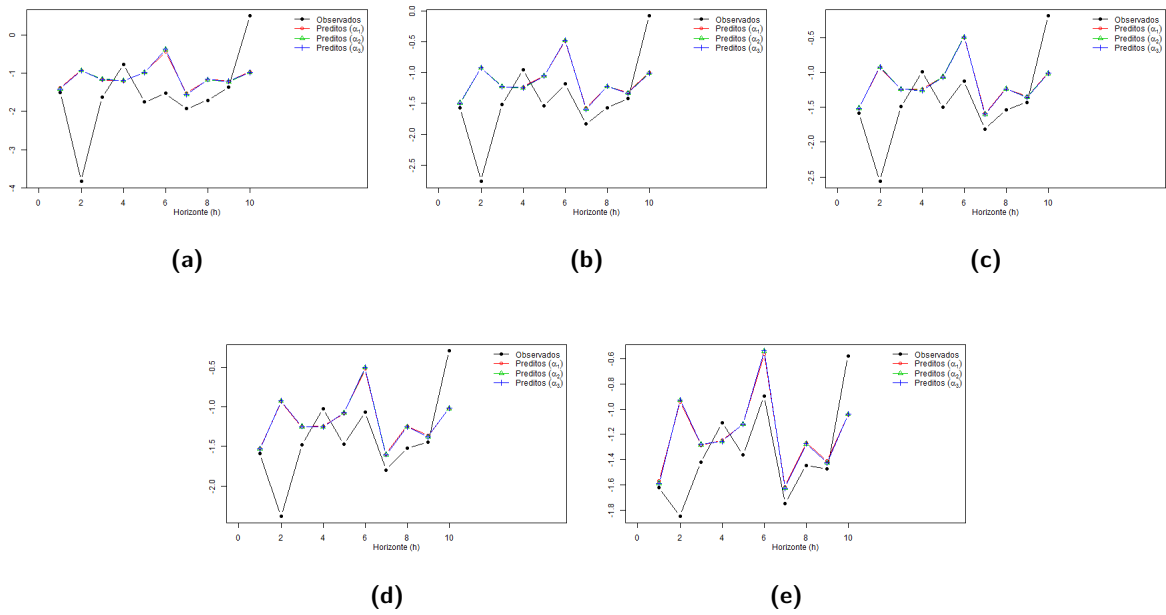 Observados
Preditos (α₁)
Preditos (α₂)
Preditos (α₃)
0
-1
-2
-3
-4
0 2 4 6 8 10
Horizonte (h)
(a)
Observados
Preditos (α₁)
Preditos (α₂)
Preditos (α₃)
0.0
-0.5
-1.0
-1.5
-2.0
-2.5
0 2 4 6 8 10
Horizonte (h)
(b)
Observados
Preditos (α₁)
Preditos (α₂)
Preditos (α₃)
-0.5
-1.0
-1.5
-2.0
-2.5
0 2 4 6 8 10
Horizonte (h)
(c)
Observados
Preditos (α₁)
Preditos (α₂)
Preditos (α₃)
-0.5
-1.0
-1.5
-2.0
0 2 4 6 8 10
Horizonte (h)
(d)
Observados
Preditos (α₁)
Preditos (α₂)
Preditos (α₃)
-0.6
-0.8
-1.0
-1.2
-1.4
-1.6
-1.8
0 2 4 6 8 10
Horizonte (h)
(e)